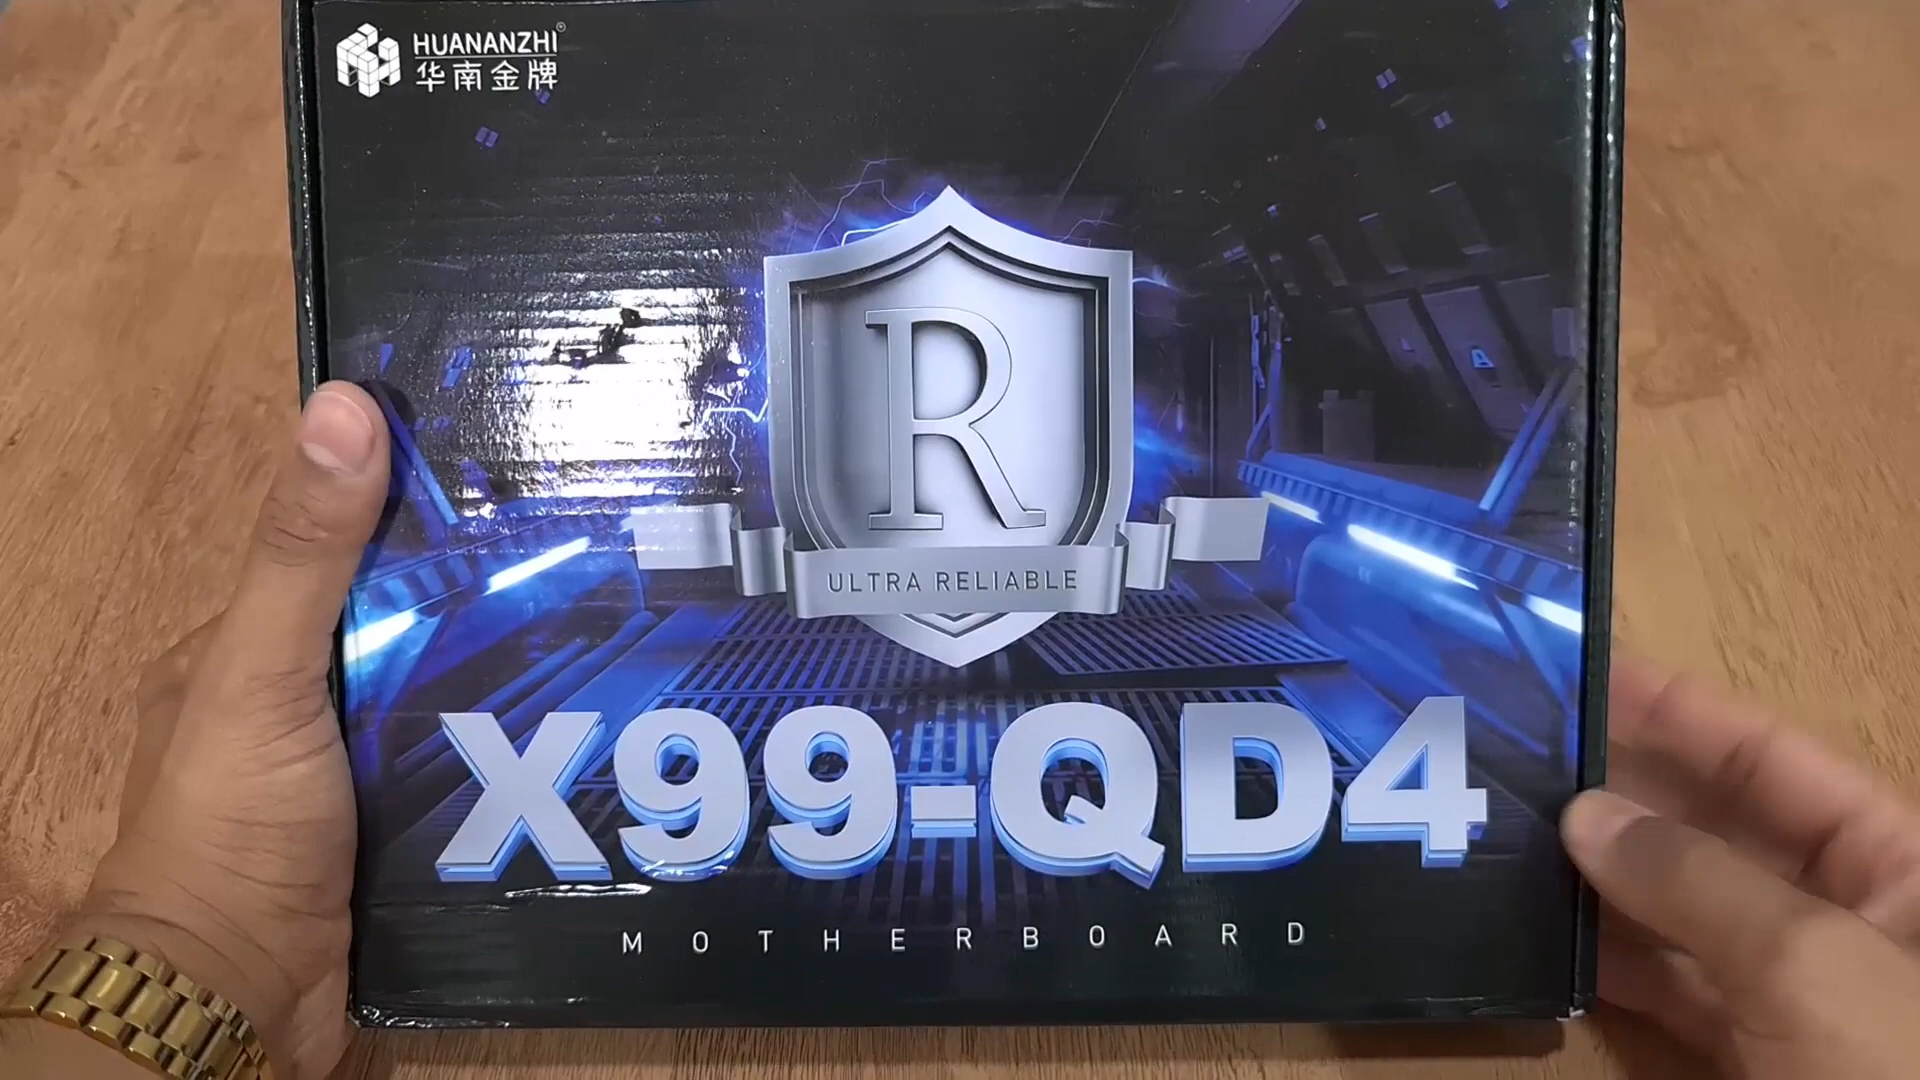 HUANANZHI®
华南金牌
R
ULTRA RELIABLE
X99-QD4
MOTHERBOARD